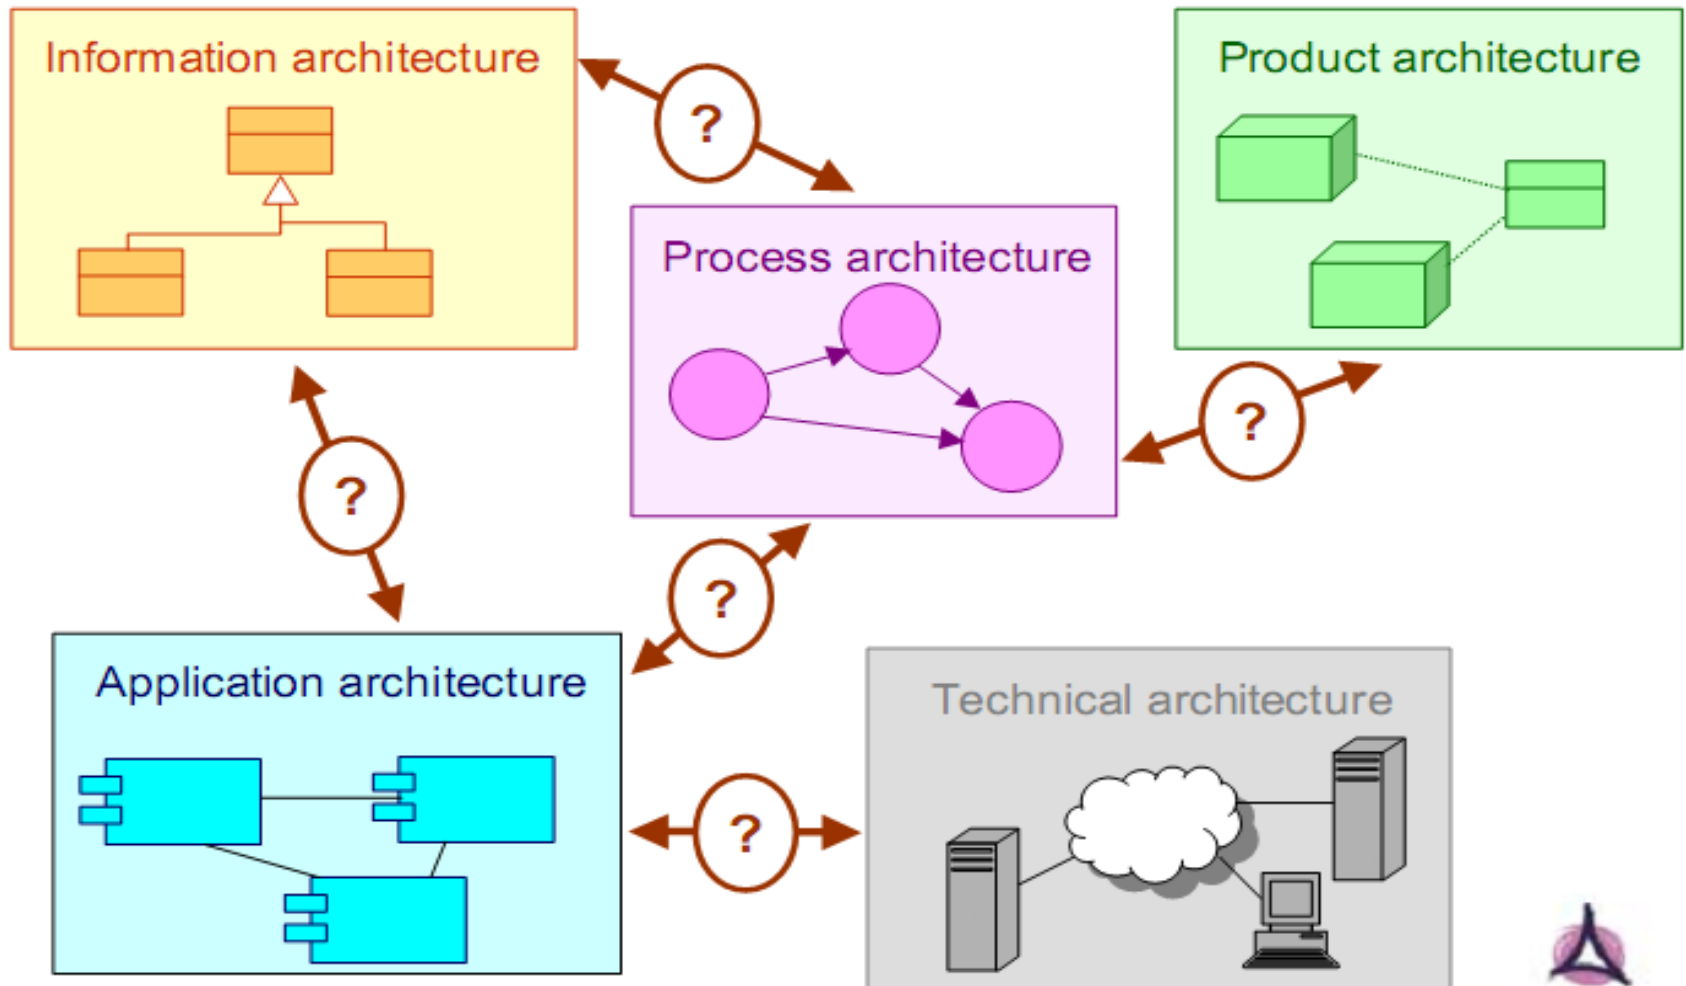 Information architecture
?
Product architecture
Process architecture
?
?
?
Application architecture
Technical architecture
?